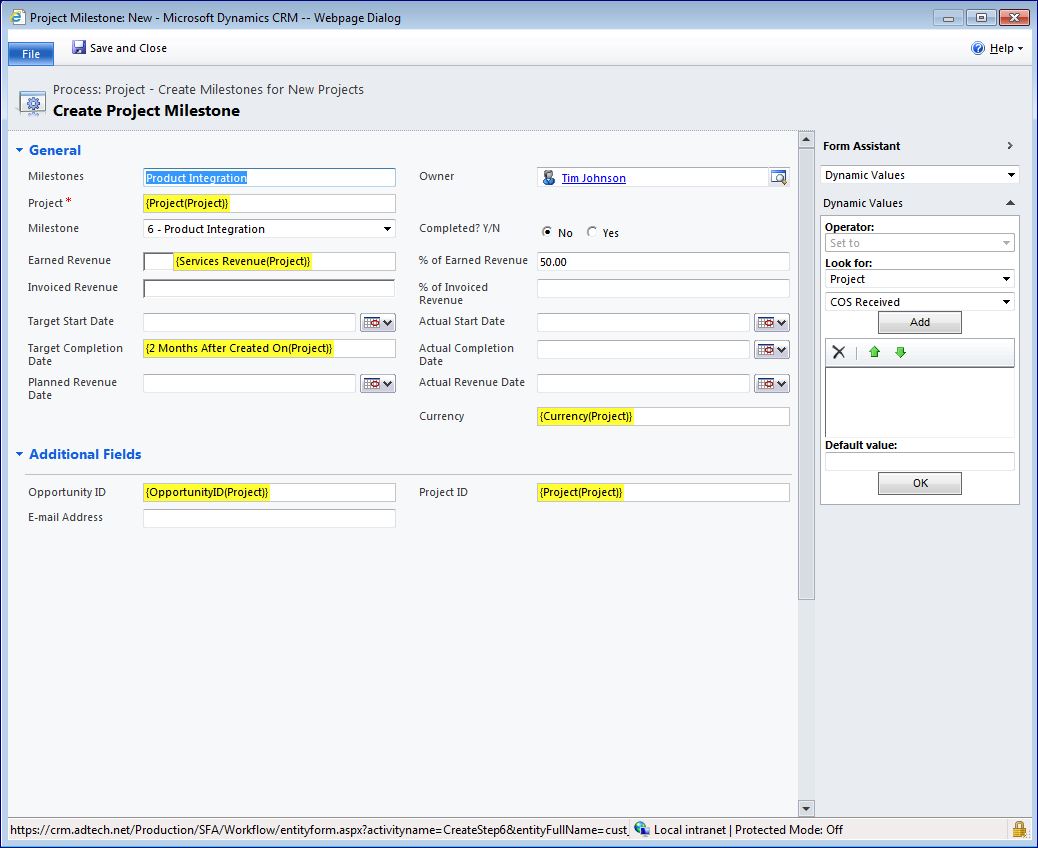 Project Milestone: New - Microsoft Dynamics CRM -- Webpage Dialog
File
Save and Close
Help
Process: Project - Create Milestones for New Projects
Create Project Milestone
General
Milestones Product Integration Owner Tim Johnson
Project * {Project(Project)}
Milestone 6 - Product Integration Completed? Y/N No Yes
Earned Revenue {Services Revenue(Project)} % of Earned Revenue 50.00
Invoiced Revenue % of Invoiced
Revenue
Target Start Date Actual Start Date
Target Completion {2 Months After Created On(Project)} Actual Completion
Date Date
Planned Revenue Actual Revenue Date
Date
Currency {Currency(Project)}
Additional Fields
Opportunity ID {OpportunityID(Project)} Project ID {Project(Project)}
E-mail Address
Form Assistant
Dynamic Values
Dynamic Values
Operator:
Set to
Look for:
Project
COS Received
Add
Default value:
OK
https://crm.adtech.net/Production/SFA/Workflow/entityform.aspx?activityname=CreateStep6&entityFullName=cust_
Local intranet | Protected Mode: Off